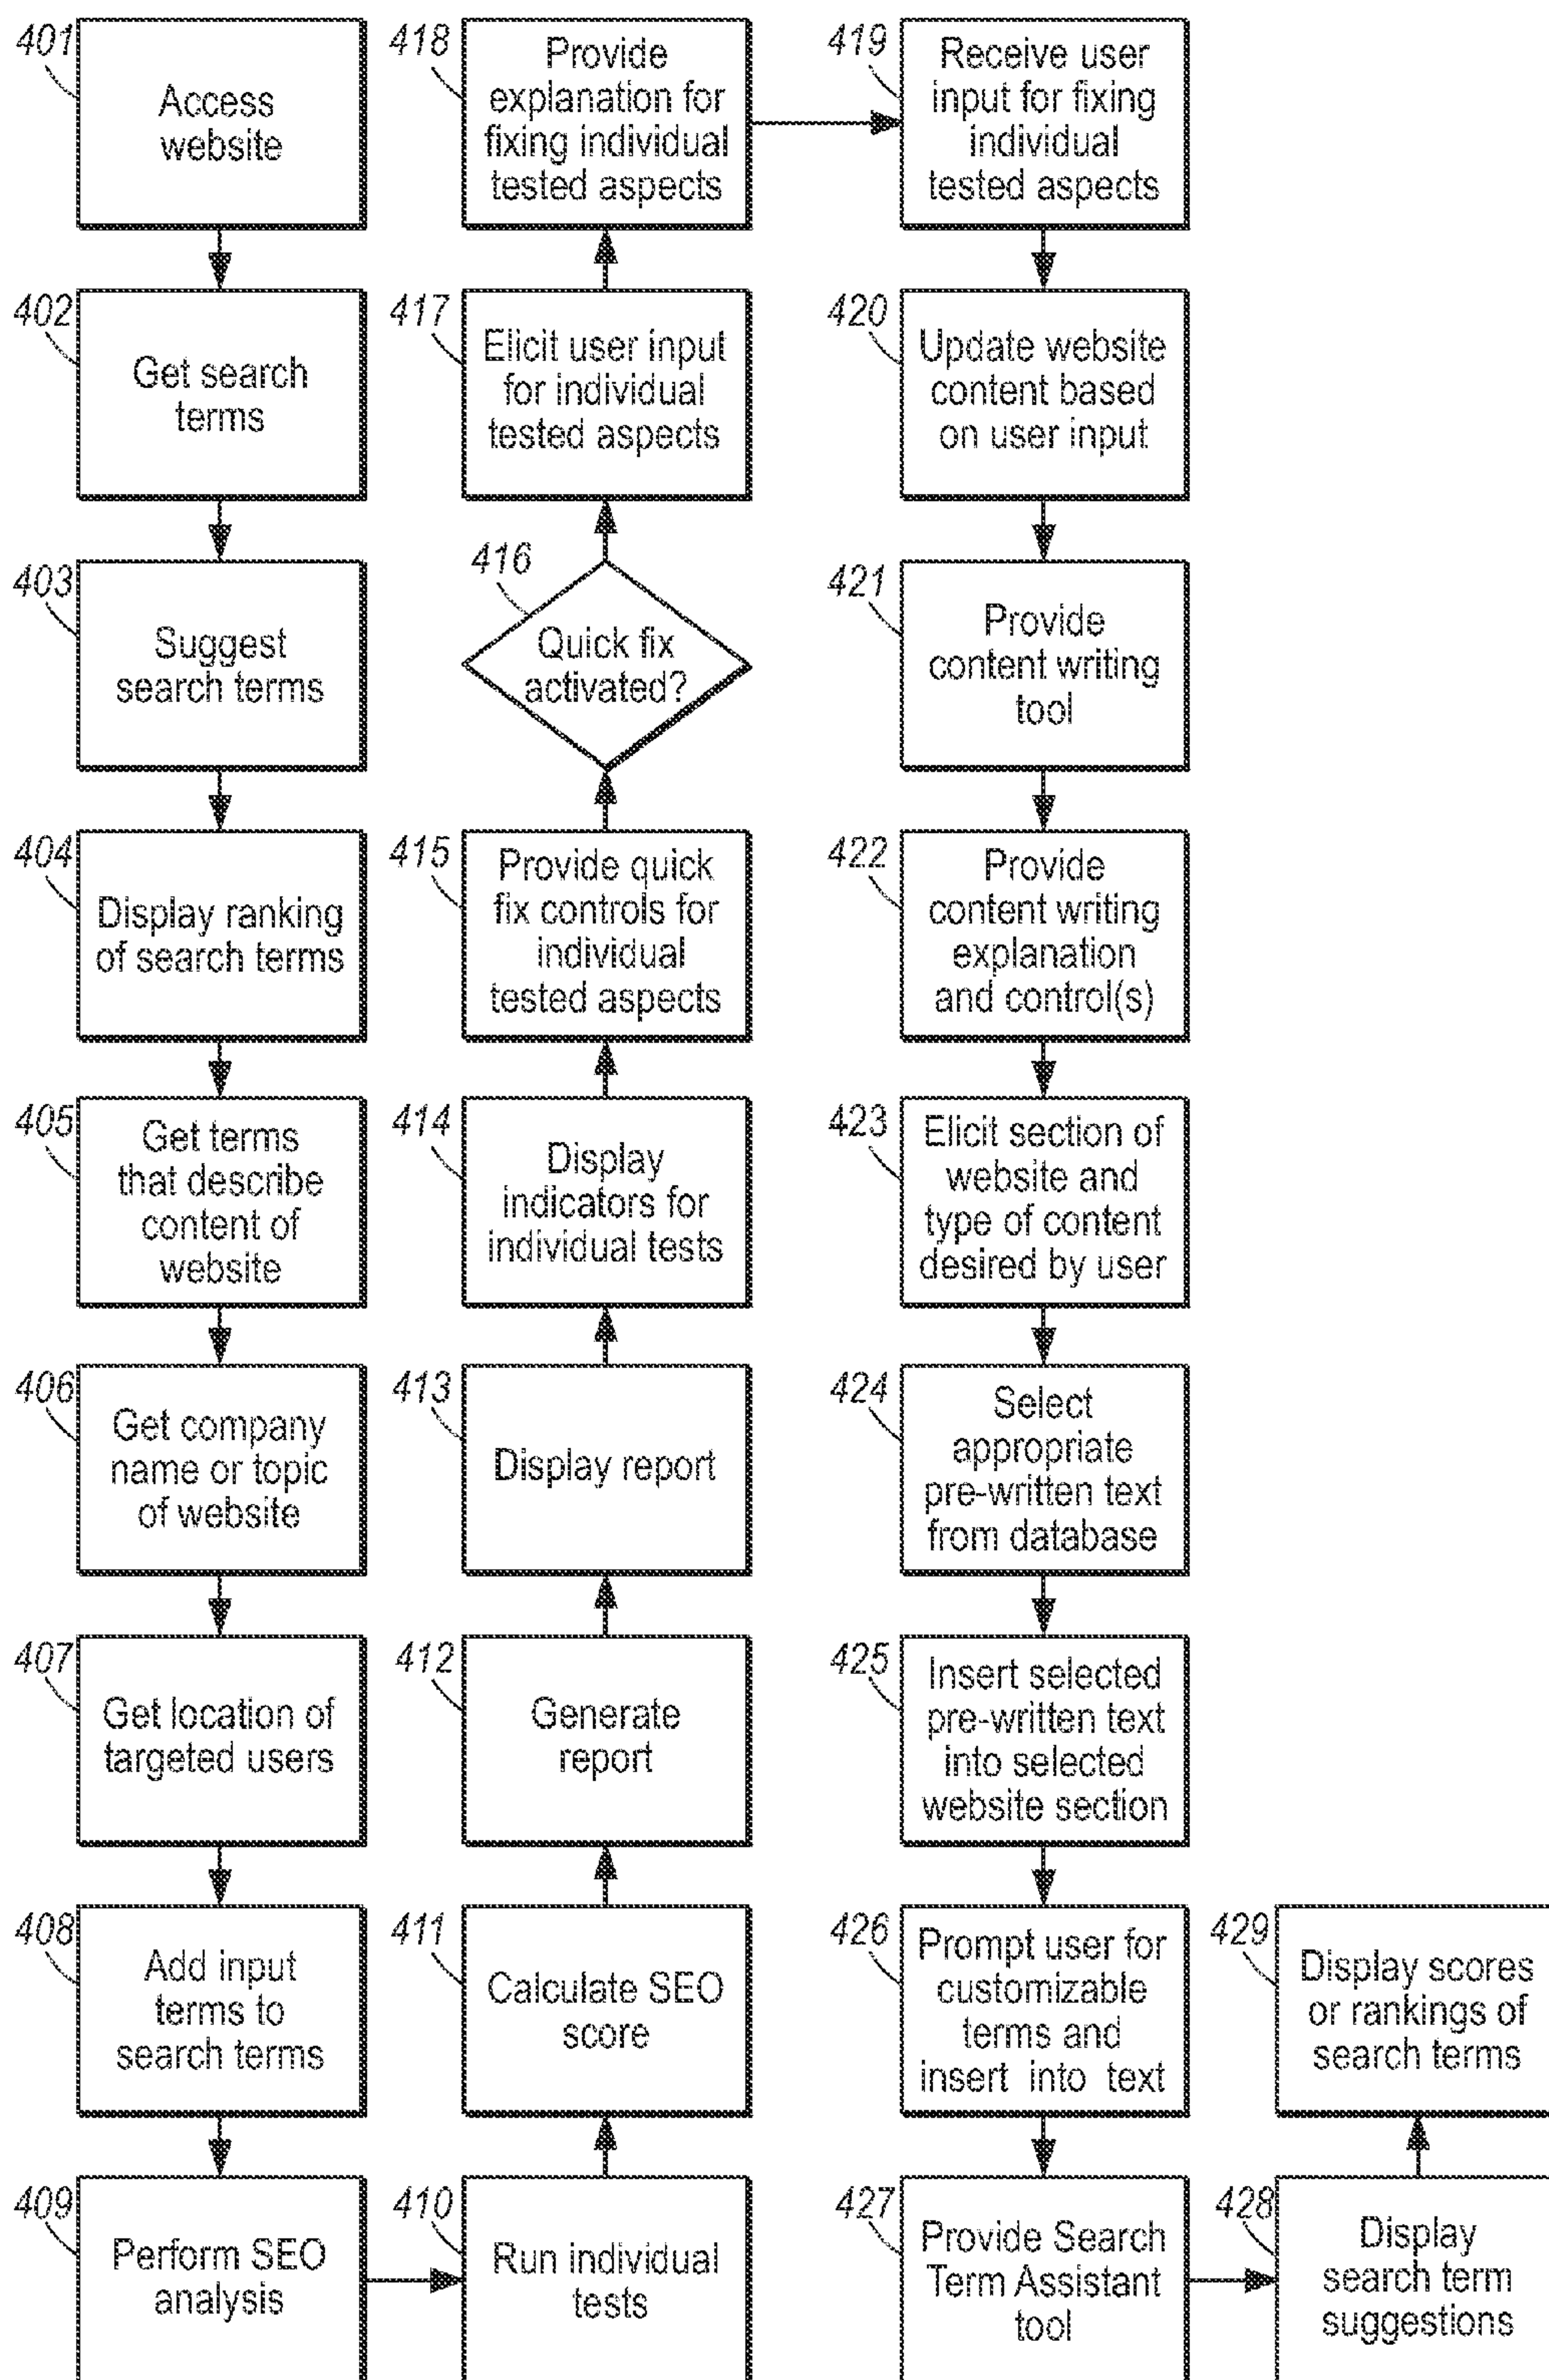 401
Access
website
402
Get search
terms
403
Suggest
search terms
404
Display ranking
of search terms
405
Get terms
that describe
content of
website
406
Get company
name or topic
of website
407
Get location of
targeted users
408
Add input
terms to
search terms
409
Perform SEO
analysis
410
Run individual
tests
411
Calculate SEO
score
412
Generate
report
413
Display report
414
Display
indicators for
individual tests
415
Provide quick
fix controls for
individual
tested aspects
416
Quick fix
activated?
417
Elicit user input
for individual
tested aspects
418
Provide
explanation for
fixing individual
tested aspects
419
Receive user
input for fixing
individual
tested aspects
420
Update website
content based
on user input
421
Provide
content writing
tool
422
Provide
content writing
explanation
and control(s)
423
Elicit section of
website and
type of content
desired by user
424
Select
appropriate
pre-written text
from database
425
Insert selected
pre-written text
into selected
website section
426
Prompt user for
customizable
terms and
insert into text
427
Provide Search
Term Assistant
tool
428
Display
search term
suggestions
429
Display scores
or rankings of
search terms